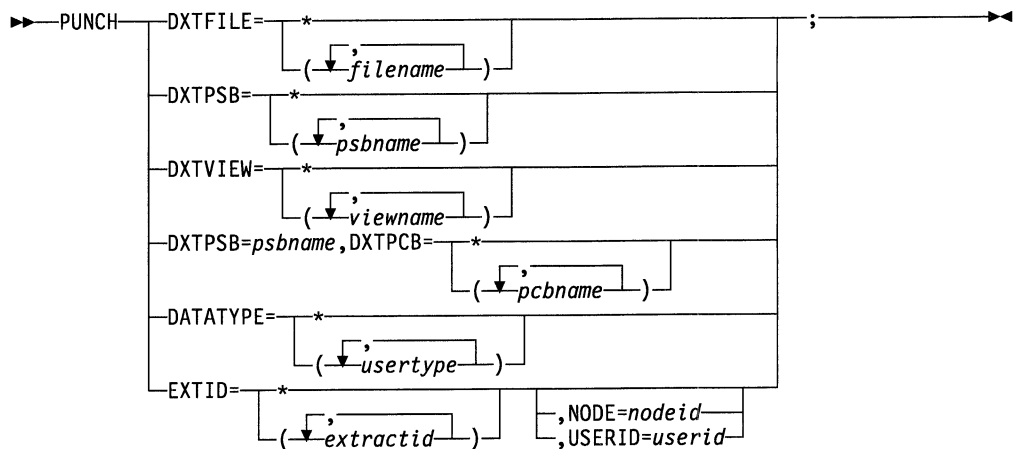 PUNCH DXTFILE= * ;
,
( filename )
DXTPSB= *
,
( psbname )
DXTVIEW= *
,
( viewname )
DXTPSB=psbname,DXTPCB= *
,
( pcbname )
DATATYPE= *
,
( usertype )
EXTID= *
,
( extractid )
,NODE=nodeid
,USERID=userid